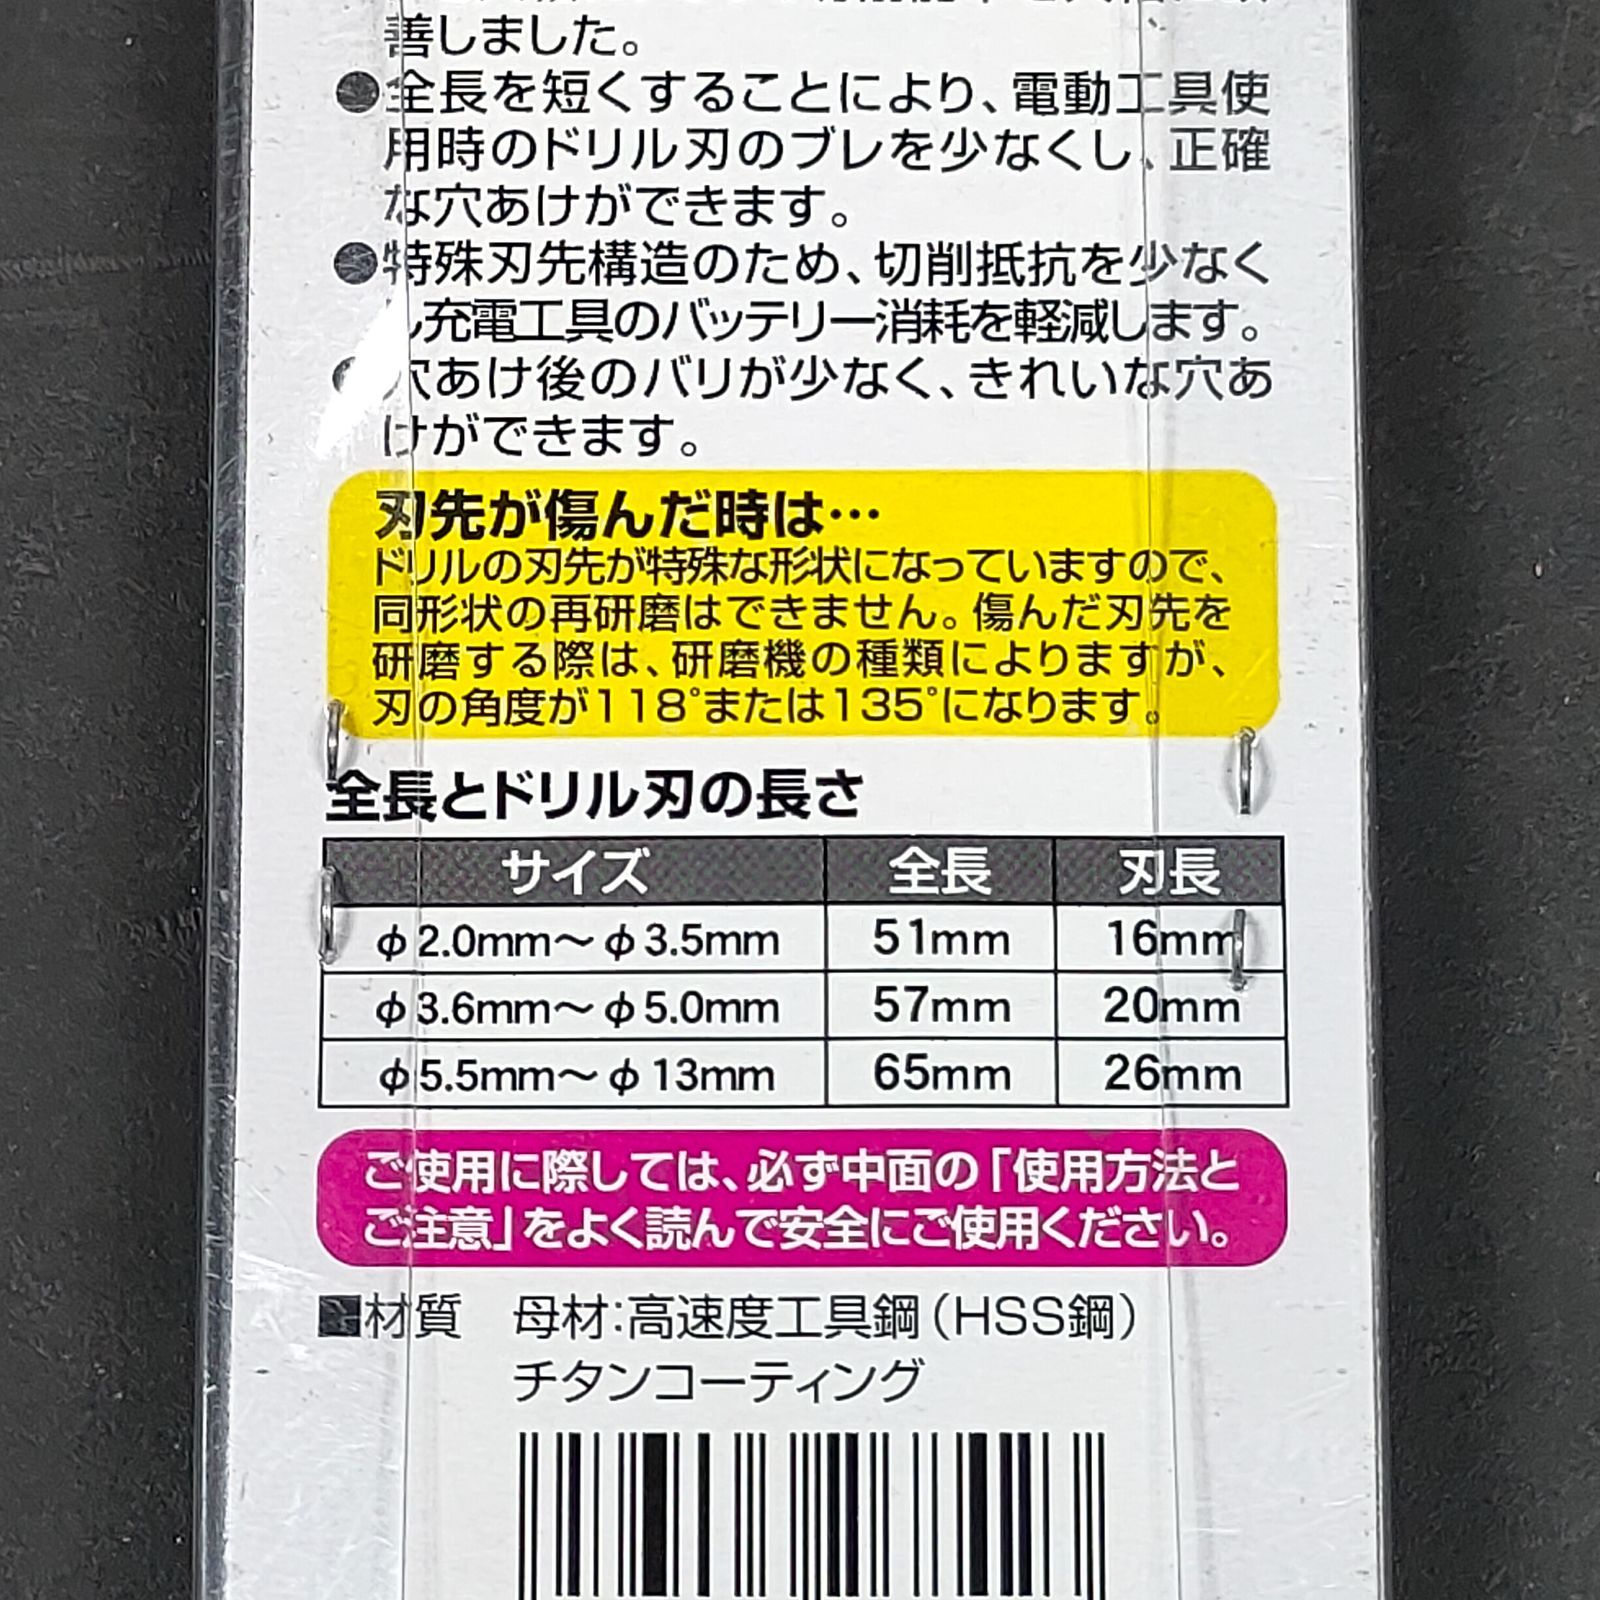 善しました。
●全長を短くすることにより、電動工具使
用時のドリル刃のブレを少なくし、正確
な穴あけができます。
●特殊刃先構造のため、切削抵抗を少なく
し充電工具のバッテリー消耗を軽減します。
●穴あけ後のバリが少なく、きれいな穴あ
けができます。
刃先が傷んだ時は…
ドリルの刃先が特殊な形状になっていますので、
同形状の再研磨はできません。傷んだ刃先を
研磨する際は、研磨機の種類によりますが、
刃の角度が118°または135°になります。
全長とドリル刃の長さ
サイズ 全長 刃長
φ2.0mm〜φ3.5mm 51mm 16mm
φ3.6mm〜φ5.0mm 57mm 20mm
φ5.5mm〜φ13mm 65mm 26mm
ご使用に際しては、必ず中面の「使用方法と
ご注意」をよく読んで安全にご使用ください。
■材質 母材:高速度工具鋼(HSS鋼)
チタンコーティング